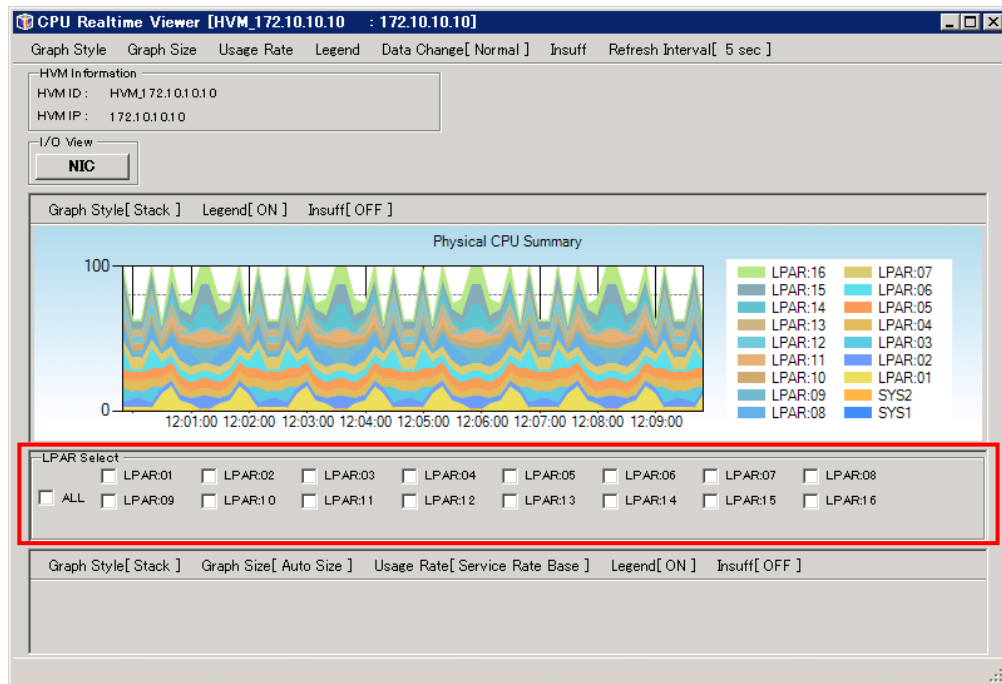 CPU Realtime Viewer [HVM_172.10.10.10 : 172.10.10.10]
Graph Style Graph Size Usage Rate Legend Data Change[ Normal ] Insuff Refresh Interval[ 5 sec ]
HVM Information
HVM ID : HVM_172.10.10.10
HVM IP : 172.10.10.10
I/O View
NIC
Graph Style[ Stack ] Legend[ ON ] Insuff[ OFF ]
Physical CPU Summary
100
0
12:01:00 12:02:00 12:03:00 12:04:00 12:05:00 12:06:00 12:07:00 12:08:00 12:09:00
LPAR:16 LPAR:07
LPAR:15 LPAR:06
LPAR:14 LPAR:05
LPAR:13 LPAR:04
LPAR:12 LPAR:03
LPAR:11 LPAR:02
LPAR:10 LPAR:01
LPAR:09 SYS2
LPAR:08 SYS1
LPAR Select
LPAR:01 LPAR:02 LPAR:03 LPAR:04 LPAR:05 LPAR:06 LPAR:07 LPAR:08
ALL LPAR:09 LPAR:10 LPAR:11 LPAR:12 LPAR:13 LPAR:14 LPAR:15 LPAR:16
Graph Style[ Stack ] Graph Size[ Auto Size ] Usage Rate[ Service Rate Base ] Legend[ ON ] Insuff[ OFF ]